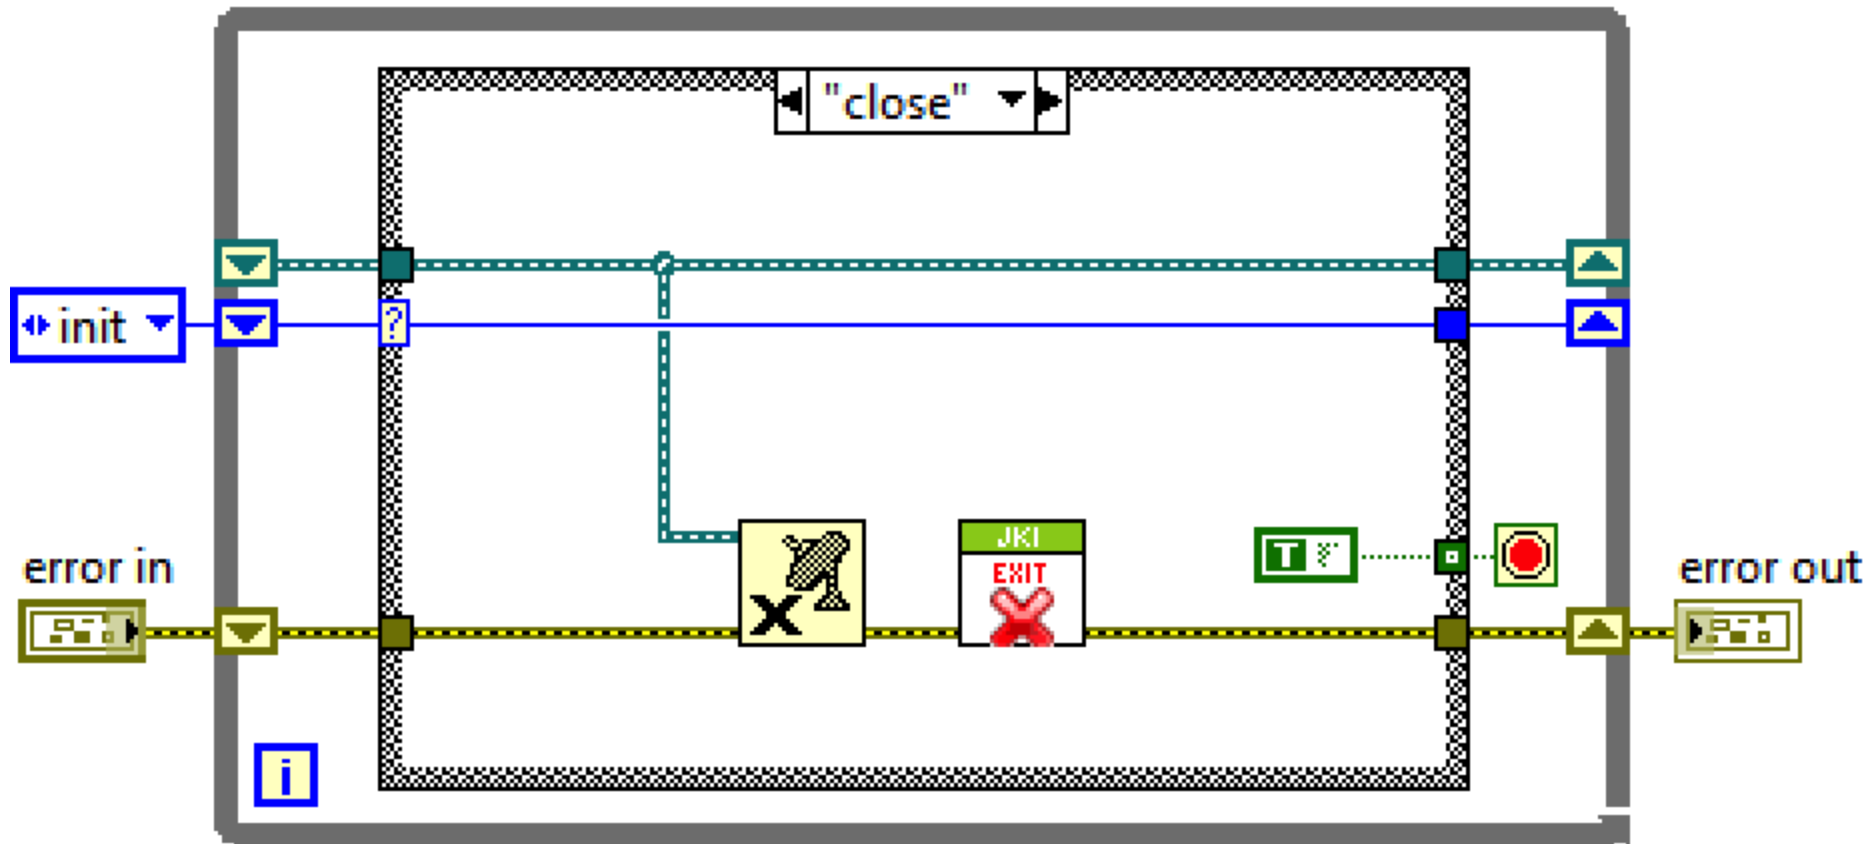 "close"
init
error in
JKI
EXIT
T
error out
i